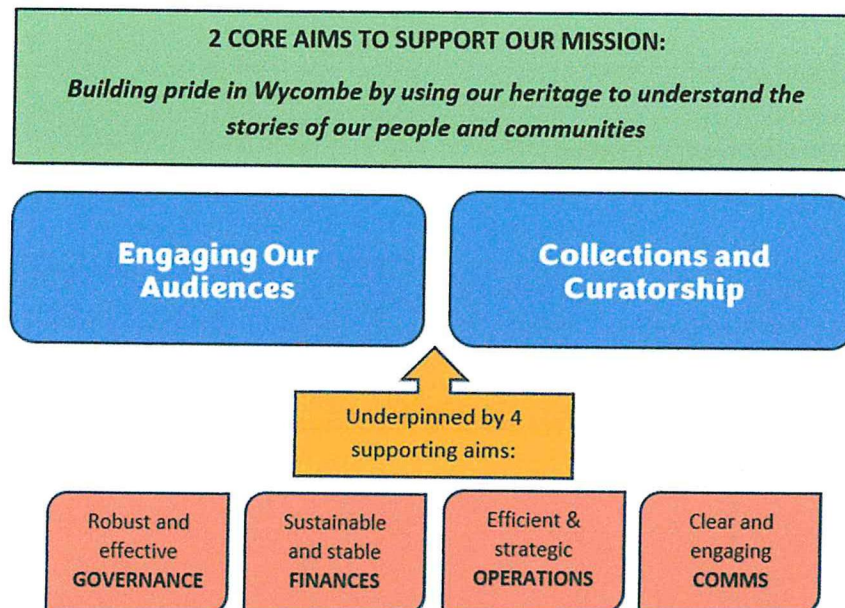 2 CORE AIMS TO SUPPORT OUR MISSION:
Building pride in Wycombe by using our heritage to understand the
stories of our people and communities
Engaging Our
Audiences
Collections and
Curatorship
Underpinned by 4
supporting aims:
Robust and
effective
GOVERNANCE
Sustainable
and stable
FINANCES
Efficient &
strategic
OPERATIONS
Clear and
engaging
COMMS